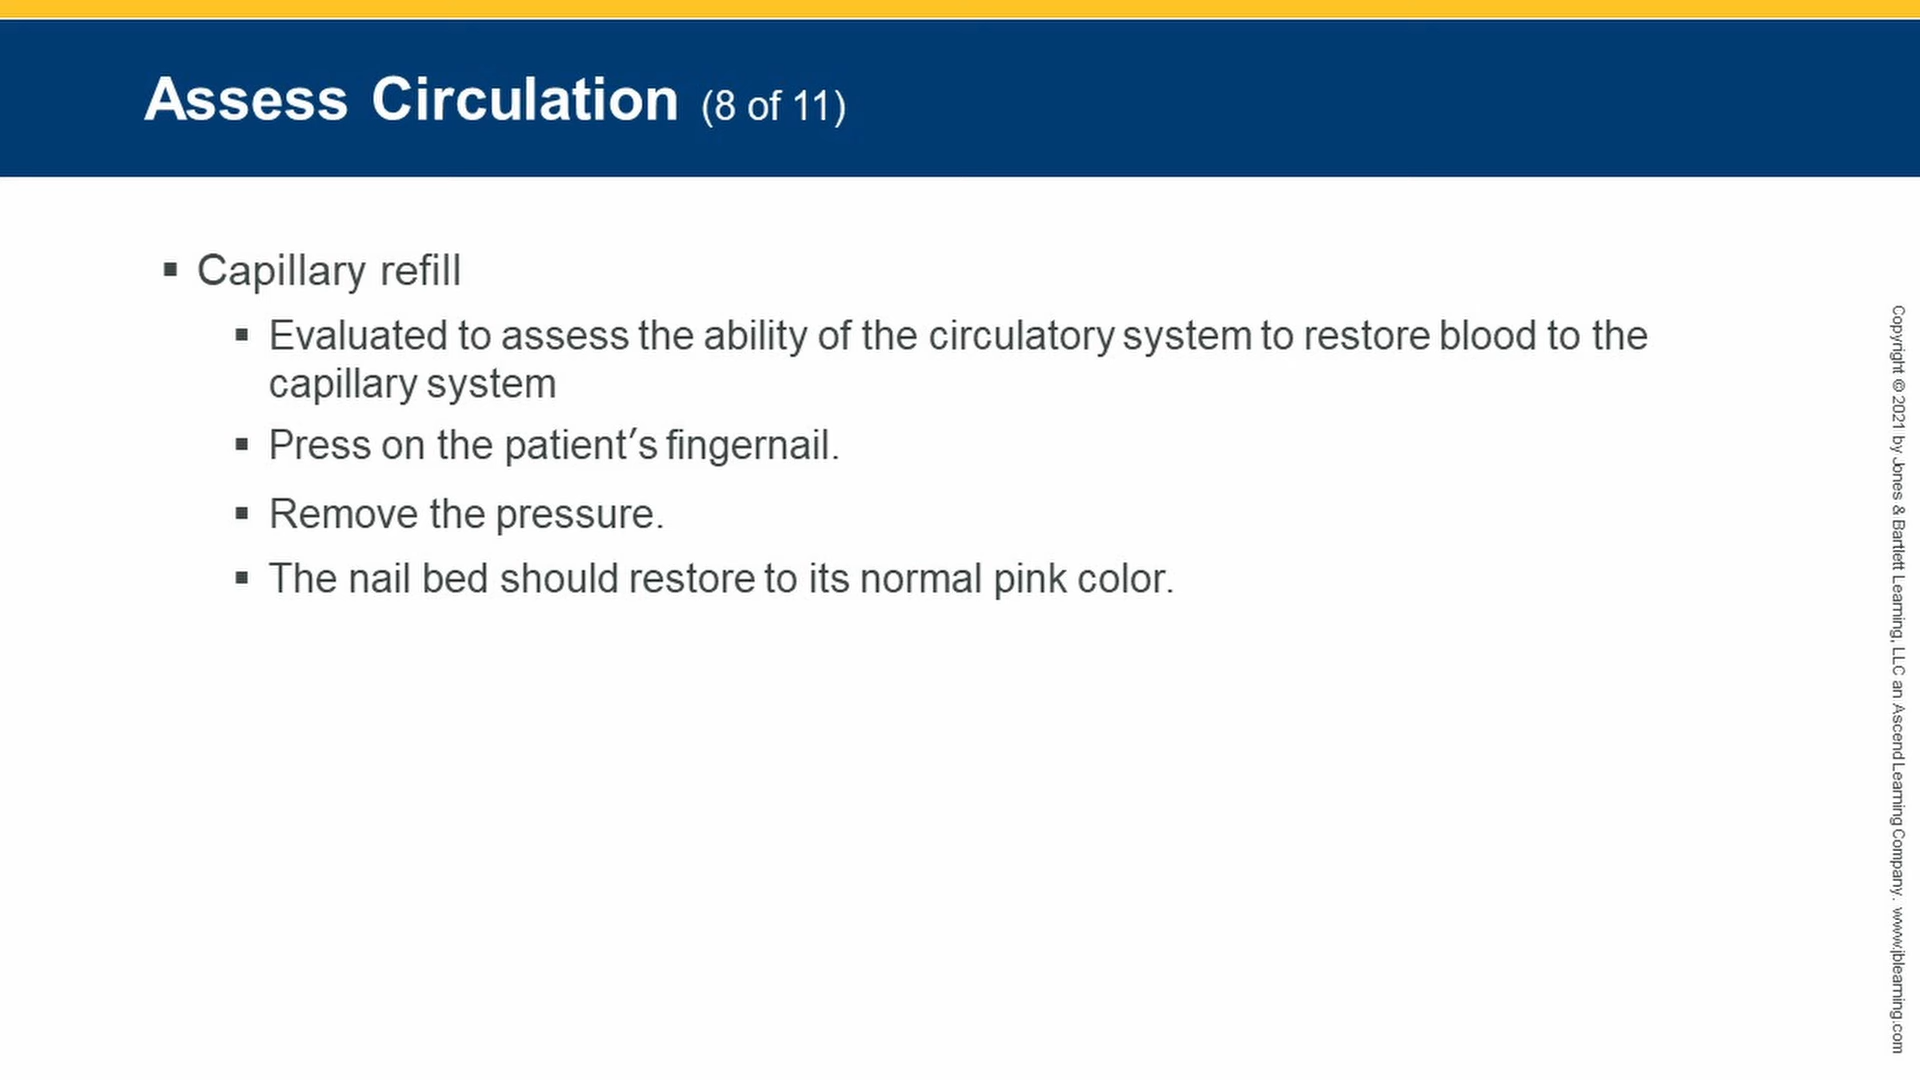 Assess Circulation (8 of 11)
▪ Capillary refill
▪ Evaluated to assess the ability of the circulatory system to restore blood to the
capillary system
▪ Press on the patient′s fingernail.
▪ Remove the pressure.
▪ The nail bed should restore to its normal pink color.
Copyright © 2021 by Jones & Bartlett Learning, LLC an Ascend Learning Company. www.jblearning.com